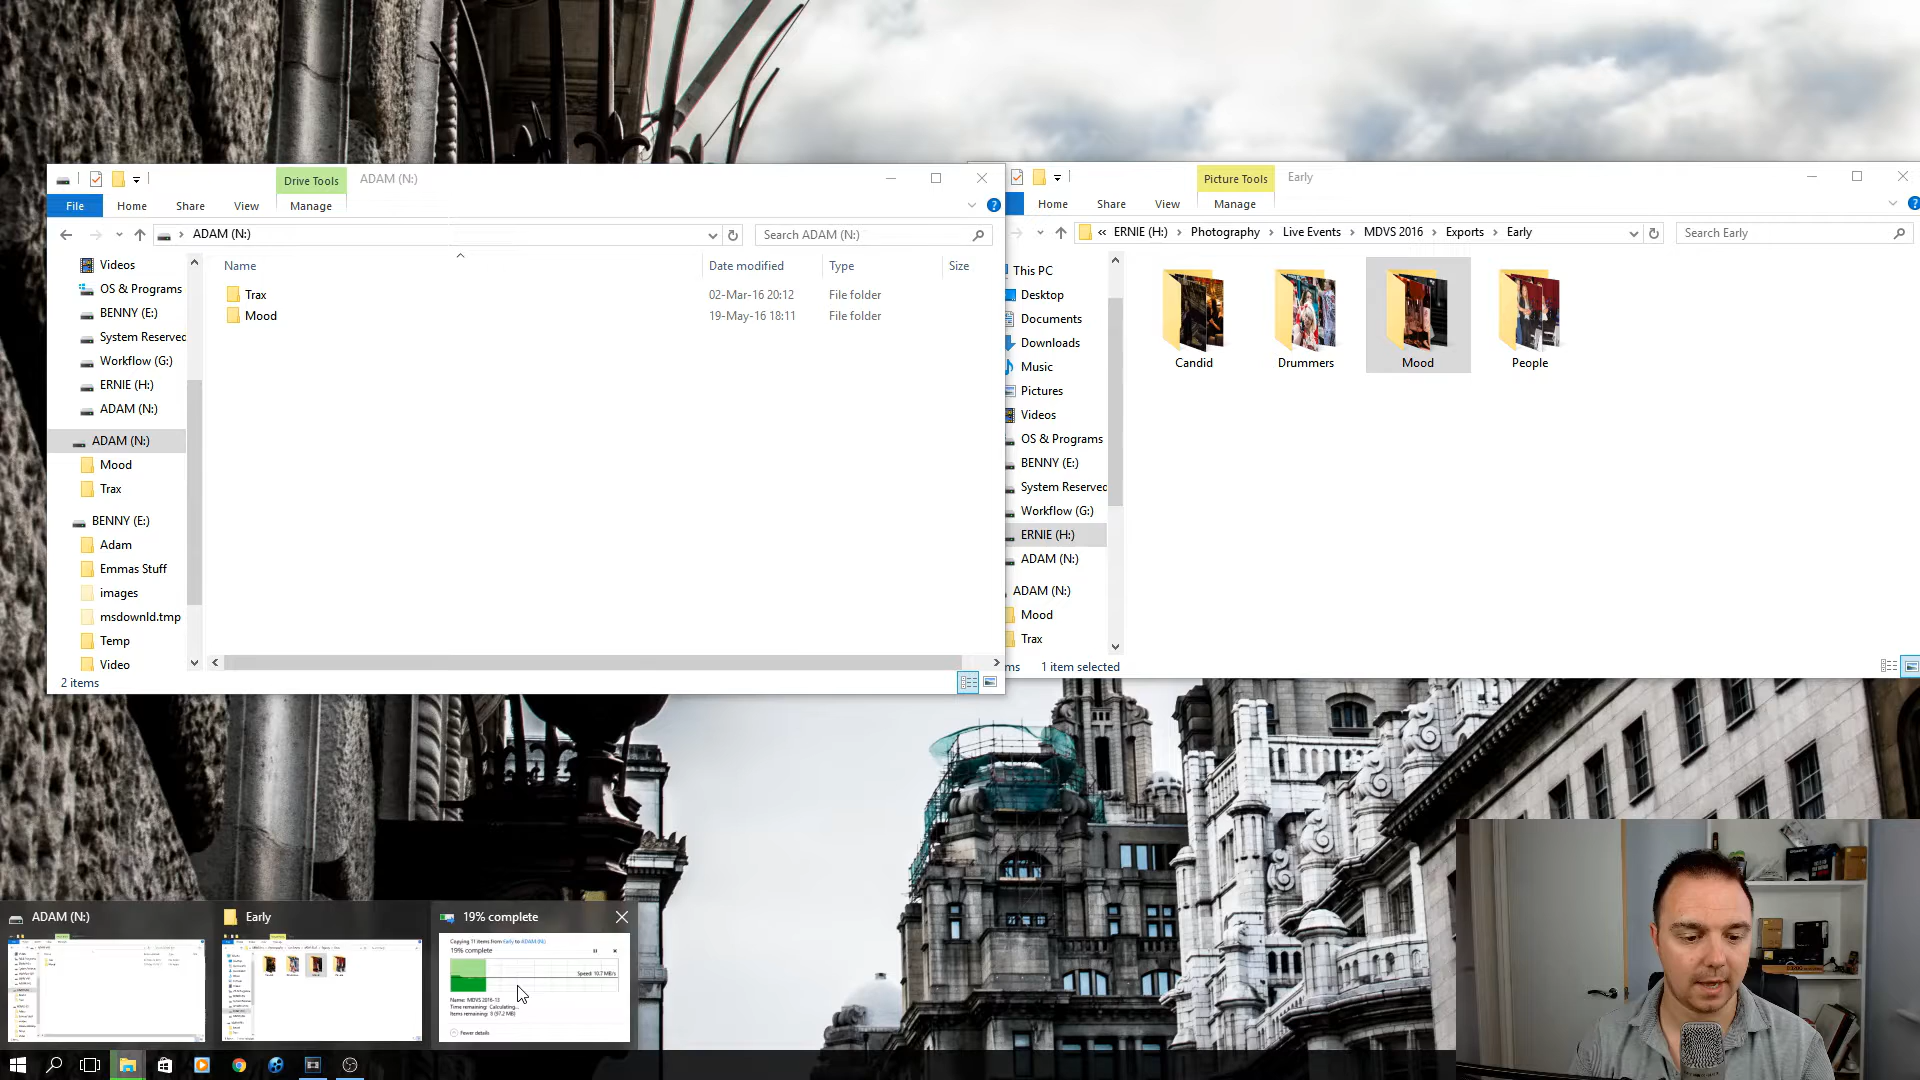 Drive Tools
ADAM (N:)
File
Home
Share
View
Manage
ADAM (N:)
Search ADAM (N:)
Videos
OS & Programs
BENNY (E:)
System Reserved
Workflow (G:)
ERNIE (H:)
ADAM (N:)
ADAM (N:)
Mood
Trax
BENNY (E:)
Adam
Emmas Stuff
images
msdownld.tmp
Temp
Video
Name
Date modified
Type
Size
Trax
02-Mar-16 20:12
File folder
Mood
19-May-16 18:11
File folder
2 items
Picture Tools
Early
Home
Share
View
Manage
« ERNIE (H:) > Photography > Live Events > MDVS 2016 > Exports > Early
Search Early
This PC
Desktop
Documents
Downloads
Music
Pictures
Videos
OS & Programs
BENNY (E:)
System Reserved
Workflow (G:)
ERNIE (H:)
ADAM (N:)
ADAM (N:)
Mood
Trax
Candid
Drummers
Mood
People
1 item selected
ADAM (N:)
Early
19% complete
Copying 11 items from Early to ADAM (N:)
19% complete
Speed: 10.7 MB/s
Name: MDVS 2016-13
Time remaining: Calculating...
Items remaining: 8 (97.2 MB)
Fewer details